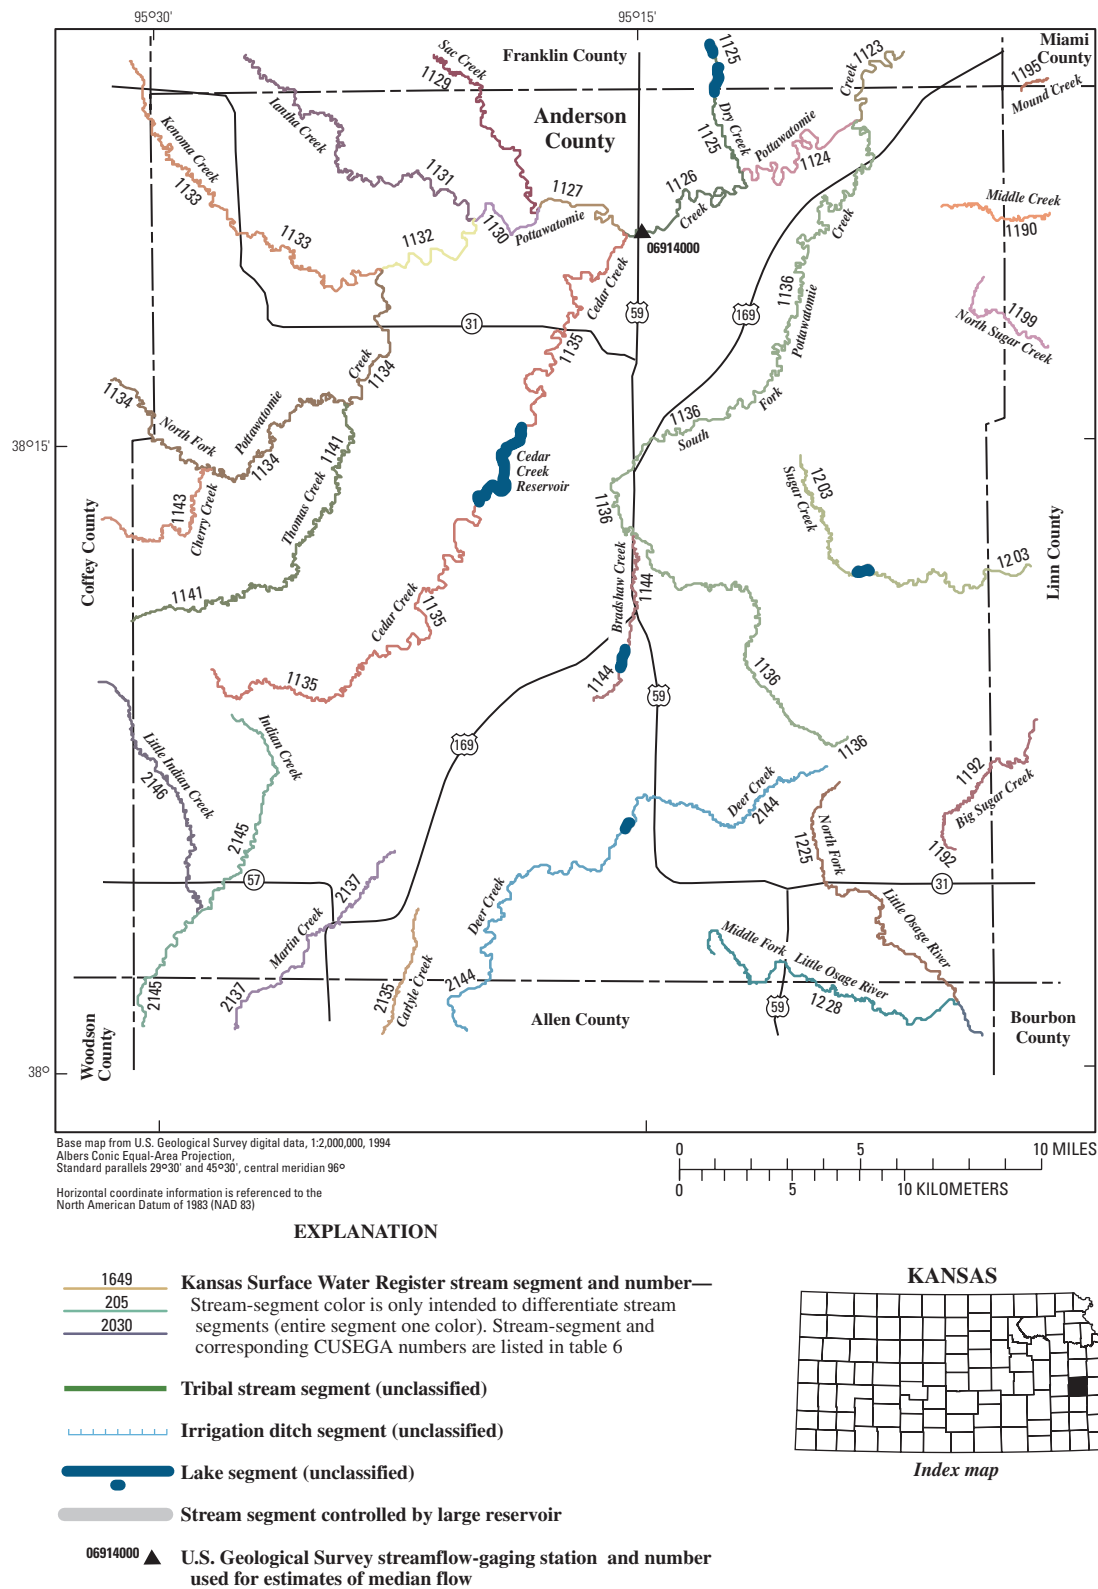 95º30'
95º15'
Franklin County
Miami
County
Sac Creek
1129
1125
1123
Creek
1195
Mound Creek
Iantha Creek
Anderson
County
Dry Creek
1125
Pottawatomie
1124
Kenoma Creek
1133
1131
1126
Creek
1127
Pottawatomie
1130
1132
1133
06914000
Creek
Middle Creek
1190
Cedar Creek
1136
Pottawatomie
59
169
31
1135
1199
North Sugar Creek
Creek
1134
1134
North Fork
Pottawatomie
1134
1141
Fork
1136
South
38º15'
Cedar
Creek
Reservoir
1143
Cherry Creek
Thomas Creek
1136
Sugar Creek
1203
1203
Coffey County
Linn County
1141
Cedar Creek
1135
Bradshaw Creek
1144
1135
1144
1136
59
1136
Indian Creek
Little Indian Creek
2146
169
Deer Creek
2144
1192
Big Sugar Creek
1192
2145
57
2137
North Fork
1225
31
Little Osage River
Martin Creek
2137
Deer Creek
Middle Fork
Little Osage River
1228
2145
2135
Carlyle Creek
2144
59
Woodson
County
Allen County
Bourbon
County
38º
Base map from U.S. Geological Survey digital data, 1:2,000,000, 1994
Albers Conic Equal-Area Projection,
Standard parallels 29º30' and 45º30', central meridian 96º
Horizontal coordinate information is referenced to the
North American Datum of 1983 (NAD 83)
0 5 10 MILES
0 5 10 KILOMETERS
EXPLANATION
1649
205
2030
Kansas Surface Water Register stream segment and number—
Stream-segment color is only intended to differentiate stream
segments (entire segment one color). Stream-segment and
corresponding CUSEGA numbers are listed in table 6
Tribal stream segment (unclassified)
Irrigation ditch segment (unclassified)
Lake segment (unclassified)
Stream segment controlled by large reservoir
06914000
U.S. Geological Survey streamflow-gaging station and number
used for estimates of median flow
KANSAS
Index map